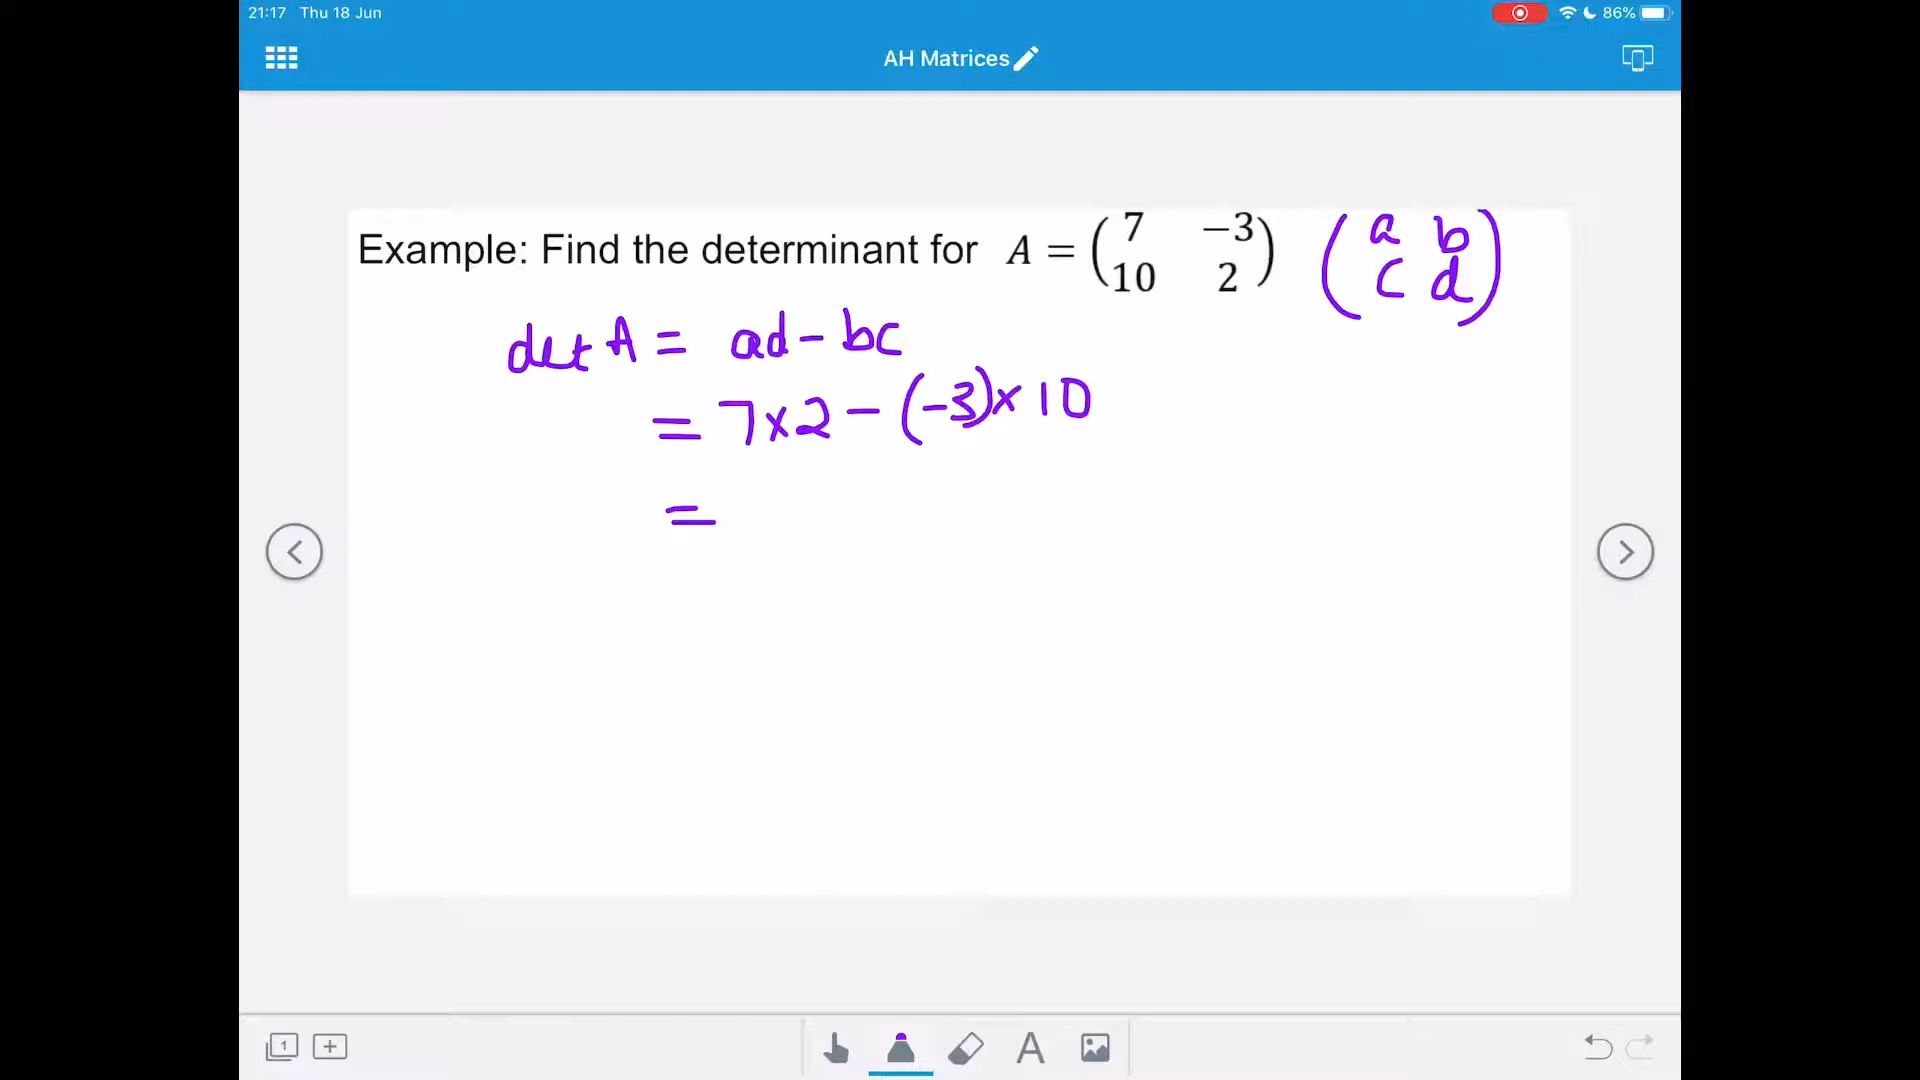 21:17 Thu 18 Jun 86%
AH Matrices
Example: Find the determinant for A = (7 −3 (a b
10 2) c d)
det A = ad - bc
= 7 x 2 - (-3) x 10
=
1 A